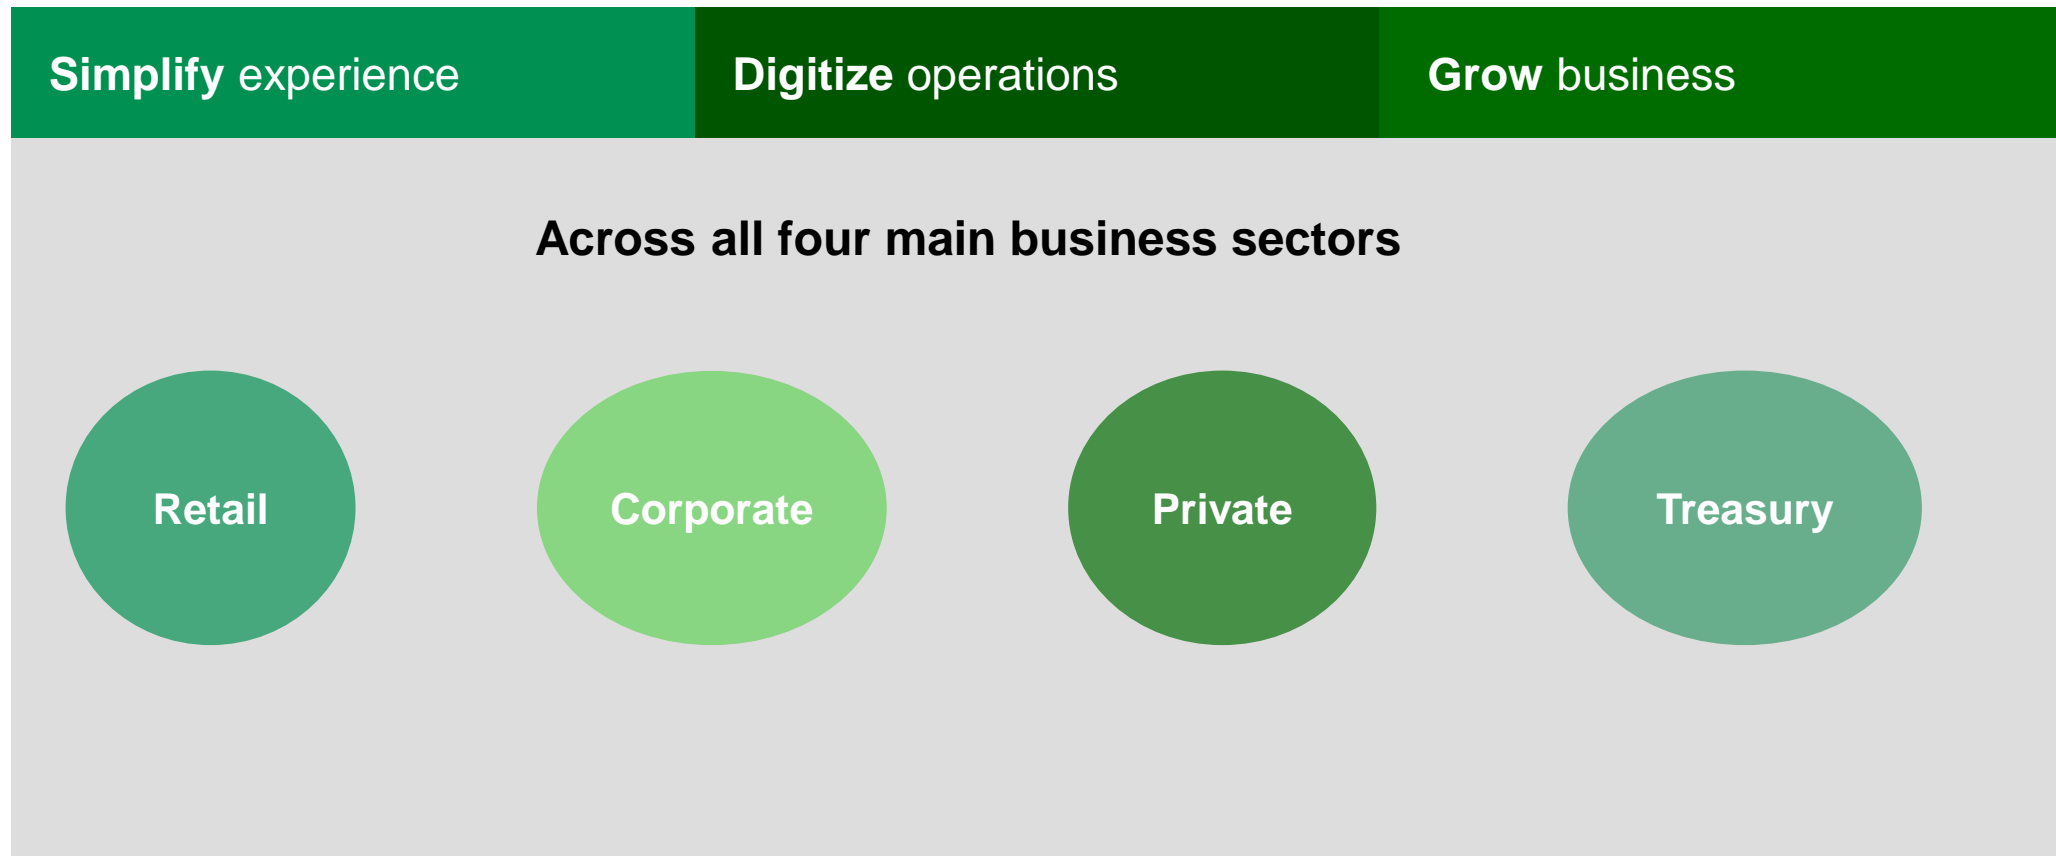 Simplify experience
Digitize operations
Grow business
Across all four main business sectors
Retail
Corporate
Private
Treasury